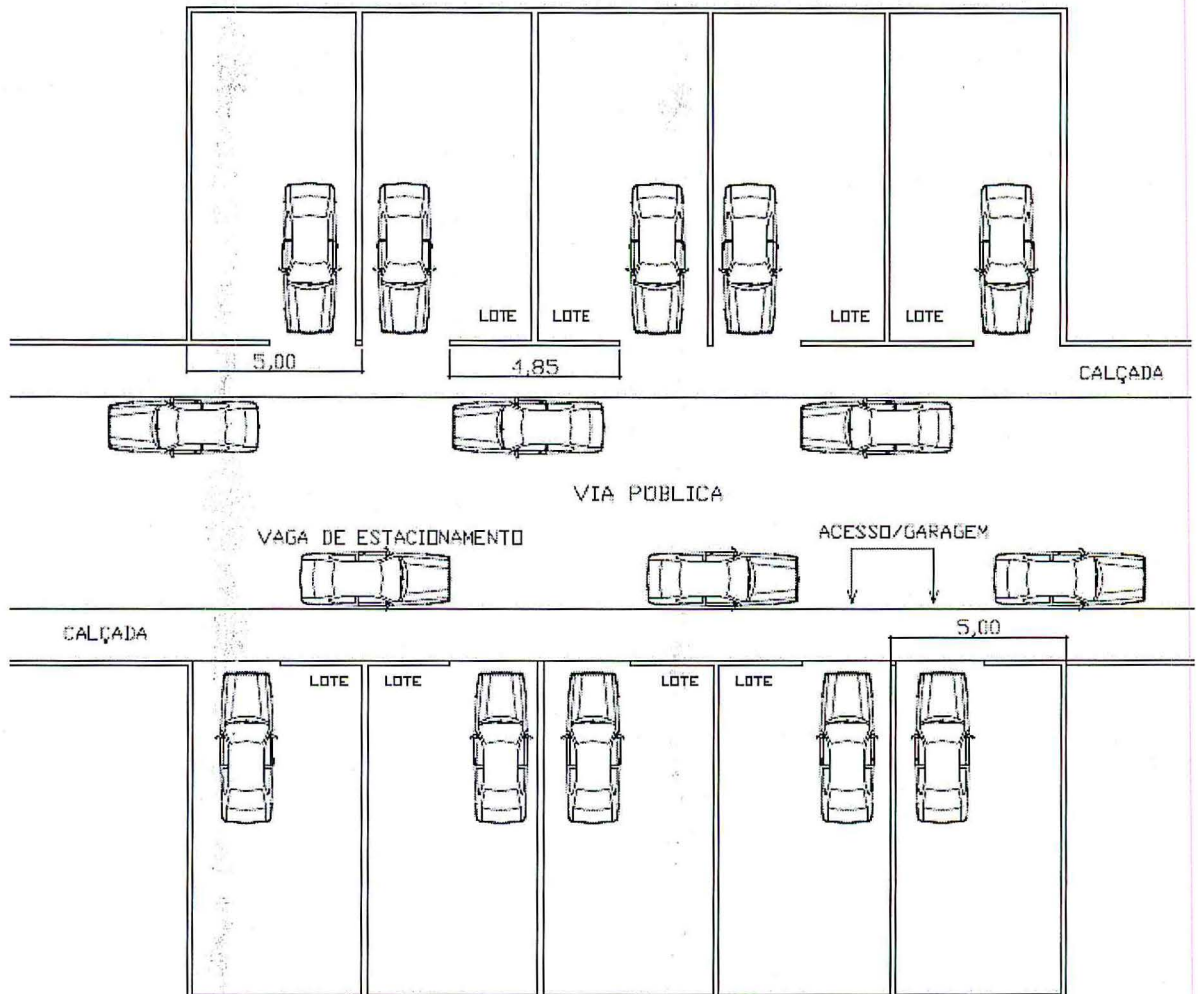 LOTE LOTE LOTE LOTE
5,00 4,85
CALÇADA
VIA PÚBLICA
VAGA DE ESTACIONAMENTO ACESSO/GARAGEM
CALÇADA 5,00
LOTE LOTE LOTE LOTE